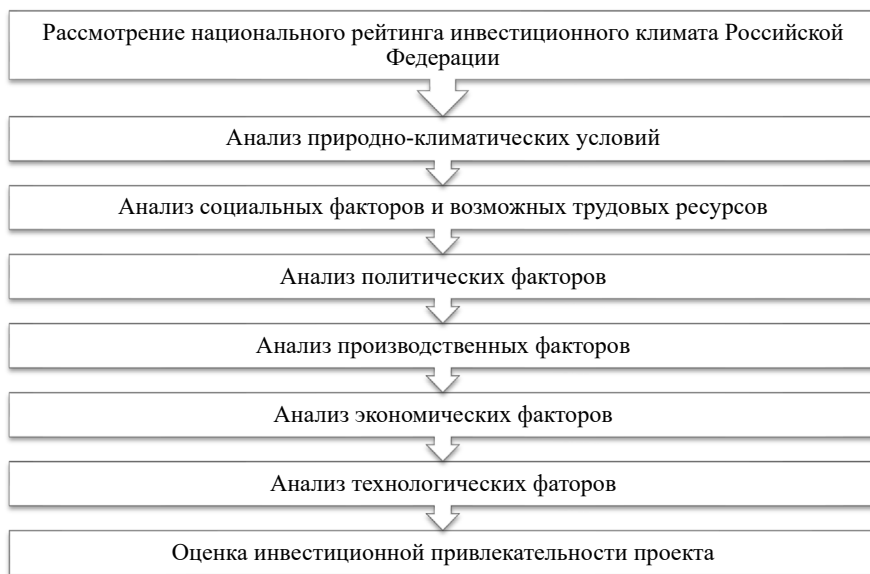 Рассмотрение национального рейтинга инвестиционного климата Российской
Федерации
Анализ природно-климатических условий
Анализ социальных факторов и возможных трудовых ресурсов
Анализ политических факторов
Анализ производственных факторов
Анализ экономических факторов
Анализ технологических фаторов
Оценка инвестиционной привлекательности проекта